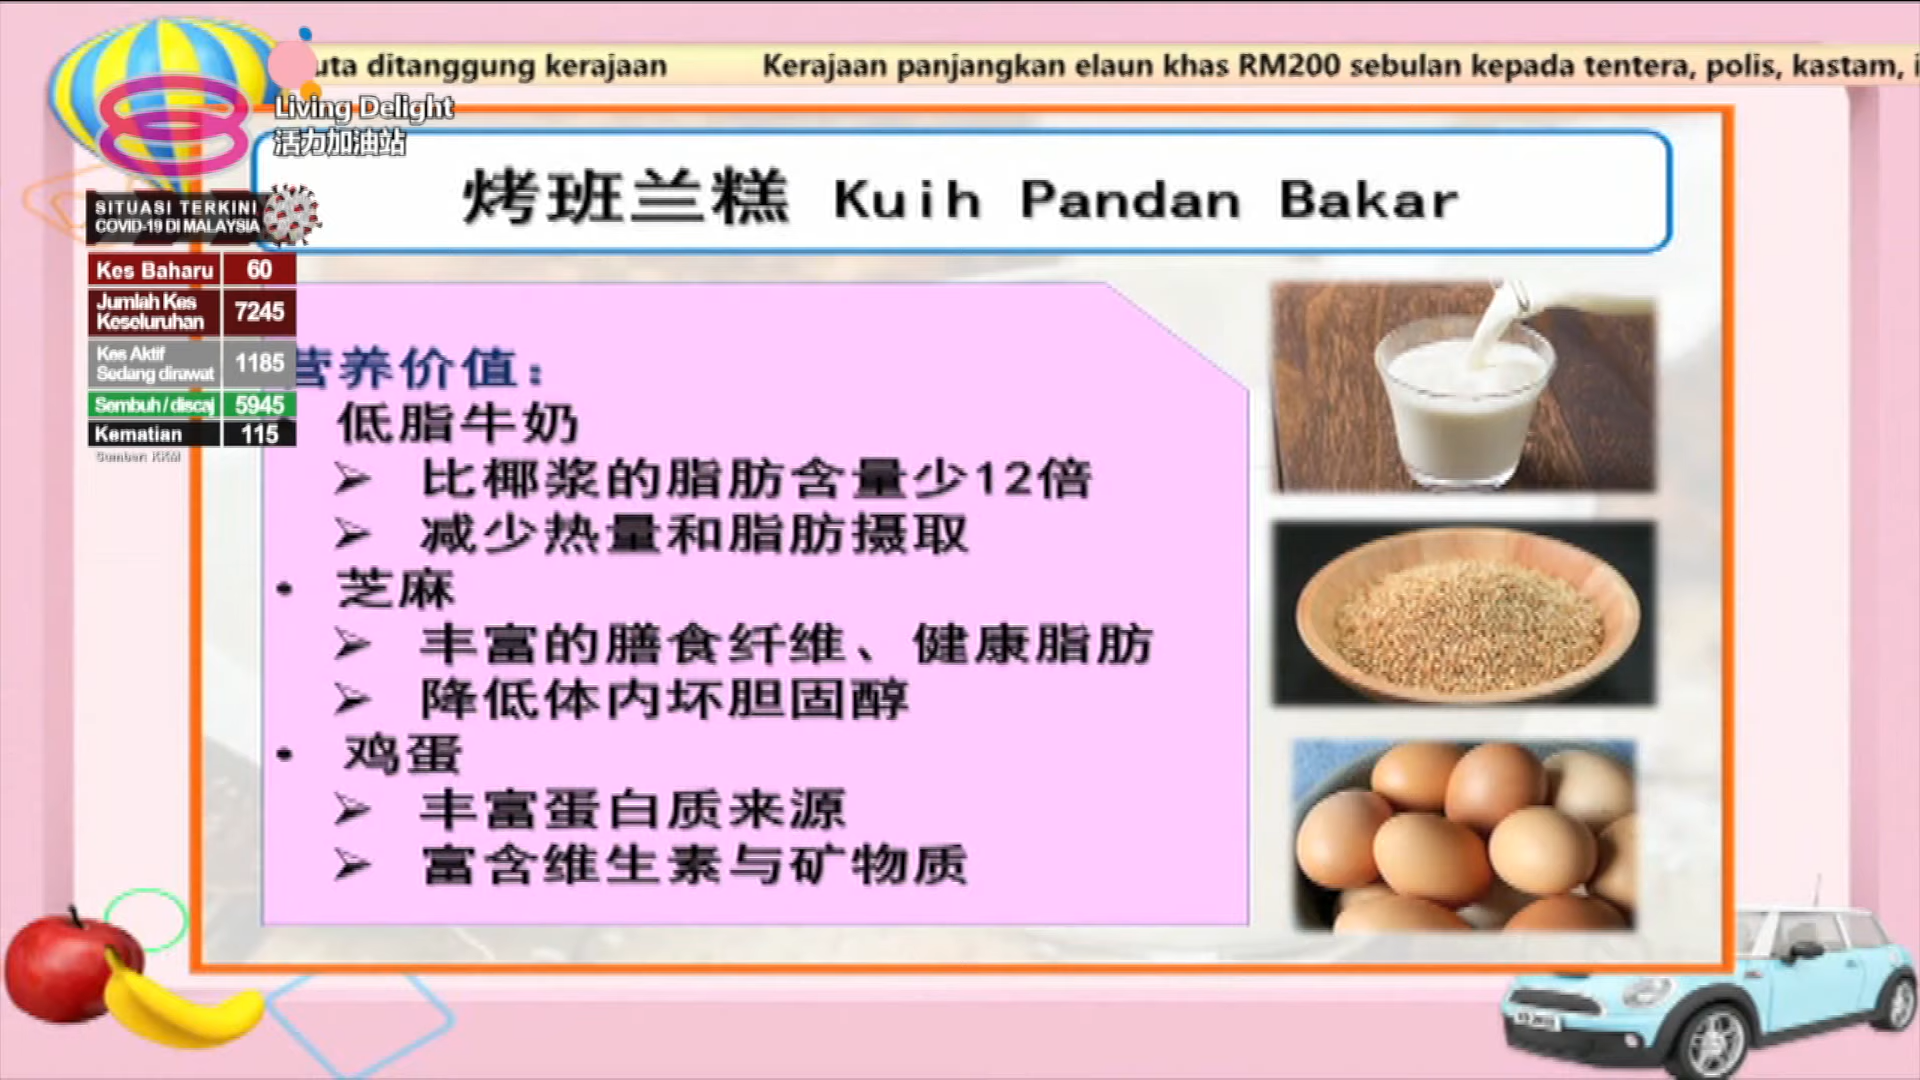 uta ditanggung kerajaan Kerajaan panjangkan elaun khas RM200 sebulan kepada tentera, polis, kastam,
Living Delight
活力加油站
烤班兰糕 Kuih Pandan Bakar
SITUASI TERKINI
COVID-19 DI MALAYSIA
Kes Baharu 60
Jumlah Kes Keseluruhan 7245
Kes Aktif Sedang dirawat 1185
Sembuh / discaj 5945
Kematian 115
Sumber: KKM
营养价值：
低脂牛奶
➢ 比椰浆的脂肪含量少12倍
➢ 减少热量和脂肪摄取
• 芝麻
➢ 丰富的膳食纤维、健康脂肪
➢ 降低体内坏胆固醇
• 鸡蛋
➢ 丰富蛋白质来源
➢ 富含维生素与矿物质